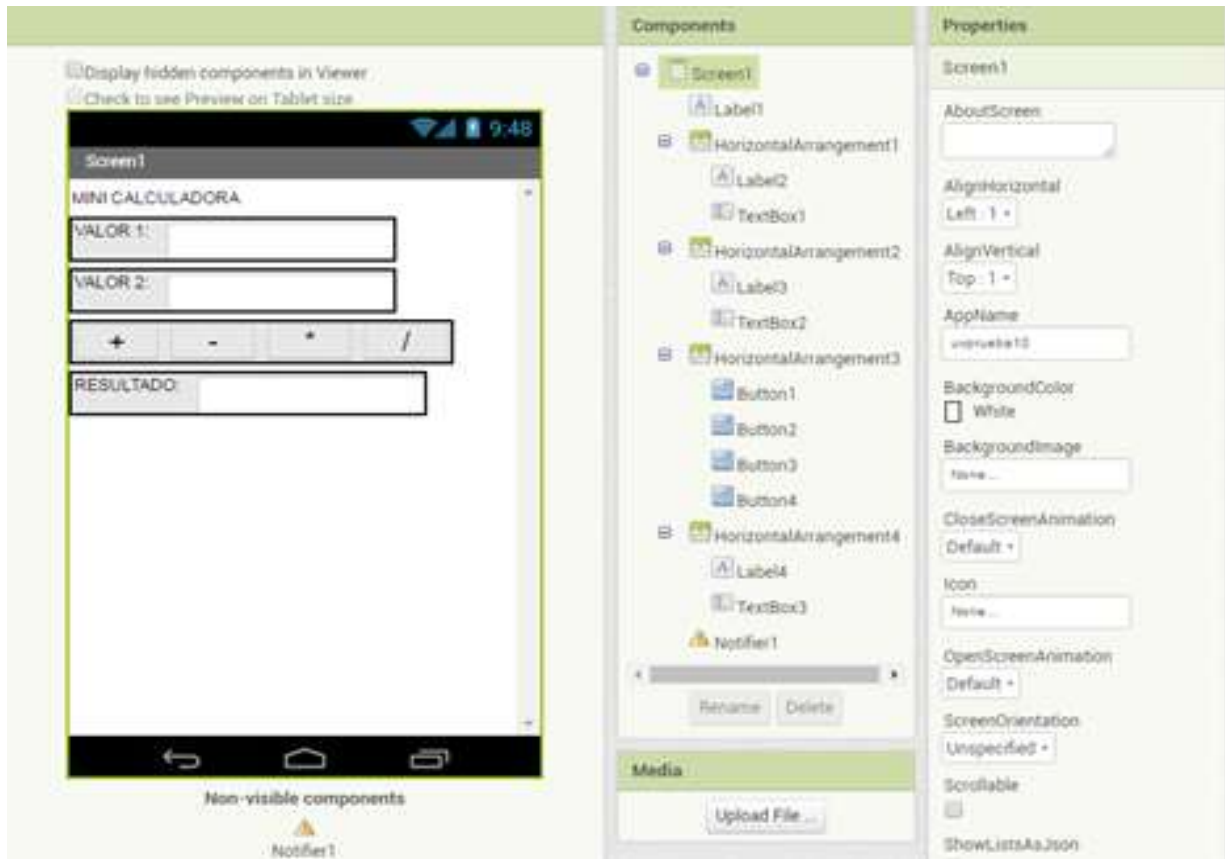 Display hidden components in Viewer
Check to see Preview on Tablet size
9:48
Screen1
MINI CALCULADORA
VALOR 1:
VALOR 2:
+ - * /
RESULTADO:
Non-visible components
Notifier1
Components
Screen1
Label1
HorizontalArrangement1
Label2
TextBox1
HorizontalArrangement2
Label3
TextBox2
HorizontalArrangement3
Button1
Button2
Button3
Button4
HorizontalArrangement4
Label4
TextBox3
Notifier1
Rename Delete
Media
Upload File ...
Properties
Screen1
AboutScreen
AlignHorizontal
Left : 1
AlignVertical
Top : 1
AppName
BackgroundColor
White
BackgroundImage
None...
CloseScreenAnimation
Default
Icon
None...
OpenScreenAnimation
Default
ScreenOrientation
Unspecified
Scrollable
ShowListsAsJson